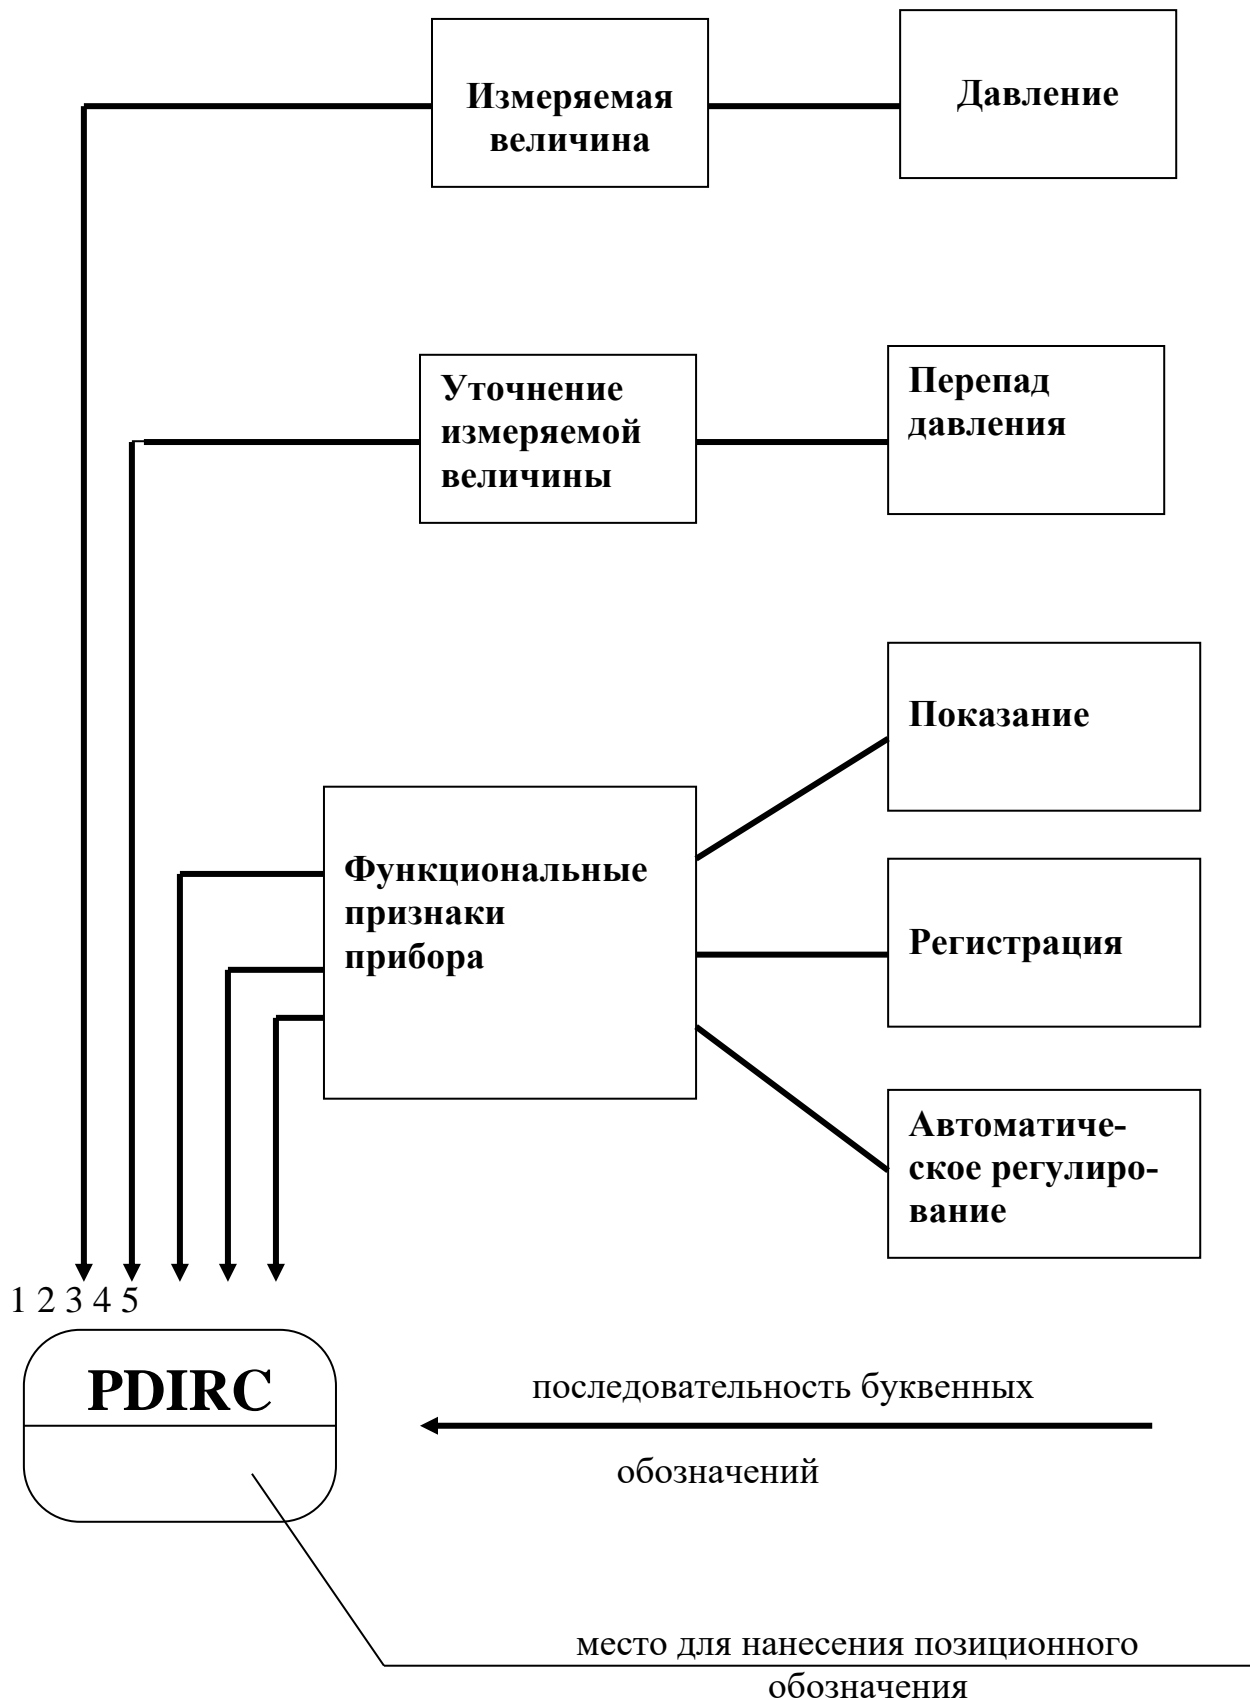 Измеряемая
величина
Давление
Уточнение
измеряемой
величины
Перепад
давления
Показание
Функциональные
признаки
прибора
Регистрация
Автоматиче-
ское регулиро-
вание
1 2 3 4 5
PDIRC
последовательность буквенных
обозначений
место для нанесения позиционного
обозначения